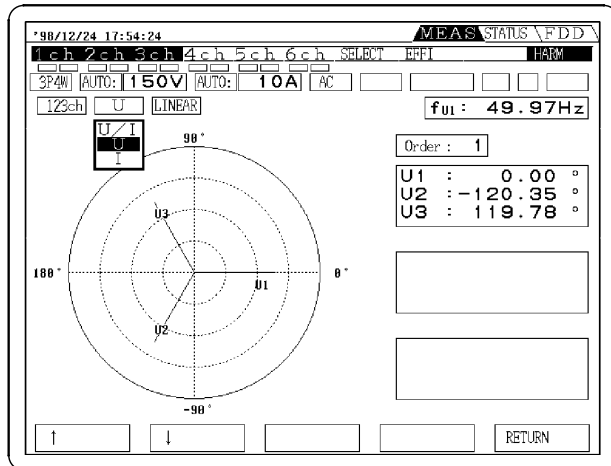 '98/12/24 17:54:24 MEAS STATUS FDD
1ch 2ch 3ch 4ch 5ch 6ch SELECT EFFI HARM
3P4W AUTO: 150V AUTO: 10A AC
123ch U LINEAR fU1: 49.97Hz
U/I
U
I
90°
Order : 1
U1 : 0.00 °
U2 :-120.35 °
U3 : 119.78 °
U3
180° 0°
U1
U2
-90°
↑ ↓ RETURN